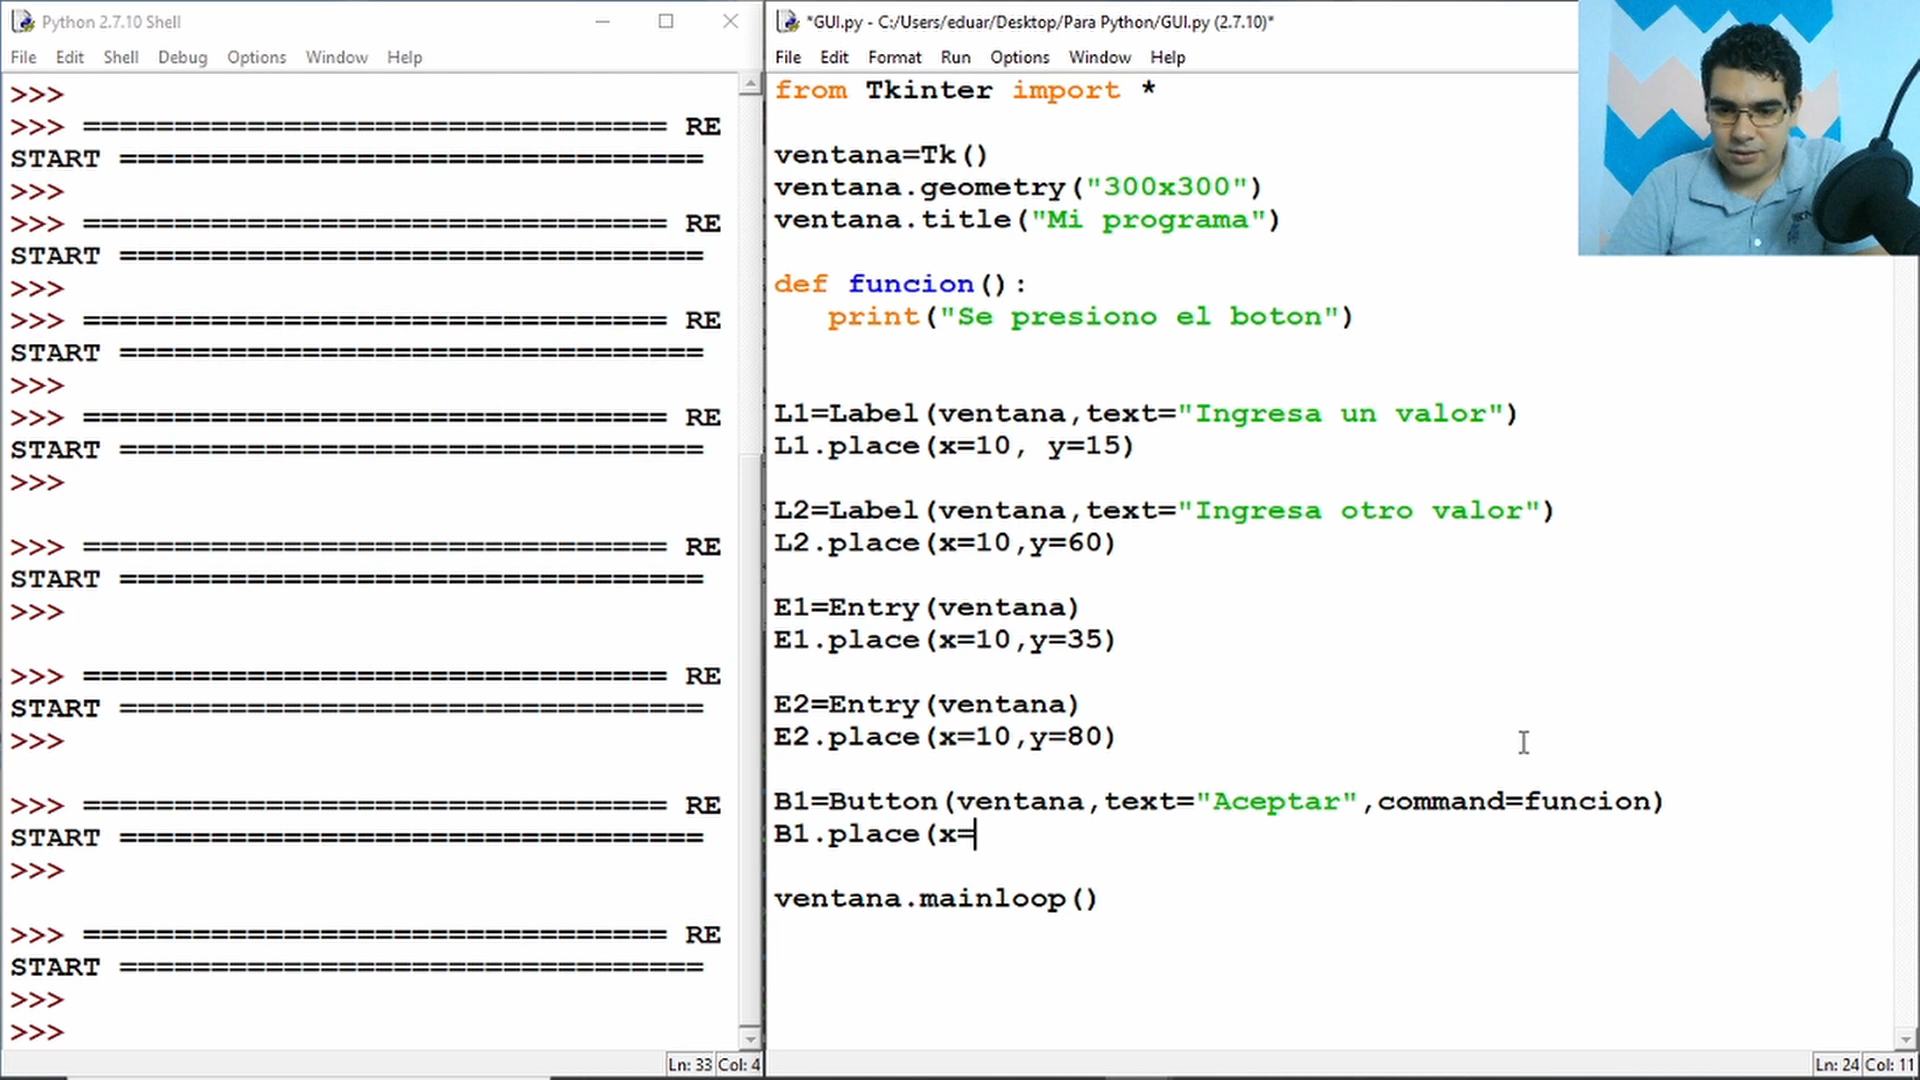 Python 2.7.10 Shell
File Edit Shell Debug Options Window Help
>>>
>>> ================================ RE
START ================================
>>>
>>> ================================ RE
START ================================
>>>
>>> ================================ RE
START ================================
>>>
>>> ================================ RE
START ================================
>>>
>>> ================================ RE
START ================================
>>>
>>> ================================ RE
START ================================
>>>
>>> ================================ RE
START ================================
>>>
>>> ================================ RE
START ================================
>>>
>>>
Ln: 33 Col: 4
*GUI.py - C:/Users/eduar/Desktop/Para Python/GUI.py (2.7.10)*
File Edit Format Run Options Window Help
from Tkinter import *
ventana=Tk()
ventana.geometry("300x300")
ventana.title("Mi programa")
def funcion():
   print("Se presiono el boton")
L1=Label(ventana,text="Ingresa un valor")
L1.place(x=10, y=15)
L2=Label(ventana,text="Ingresa otro valor")
L2.place(x=10,y=60)
E1=Entry(ventana)
E1.place(x=10,y=35)
E2=Entry(ventana)
E2.place(x=10,y=80)
B1=Button(ventana,text="Aceptar",command=funcion)
B1.place(x=
ventana.mainloop()
Ln: 24 Col: 11